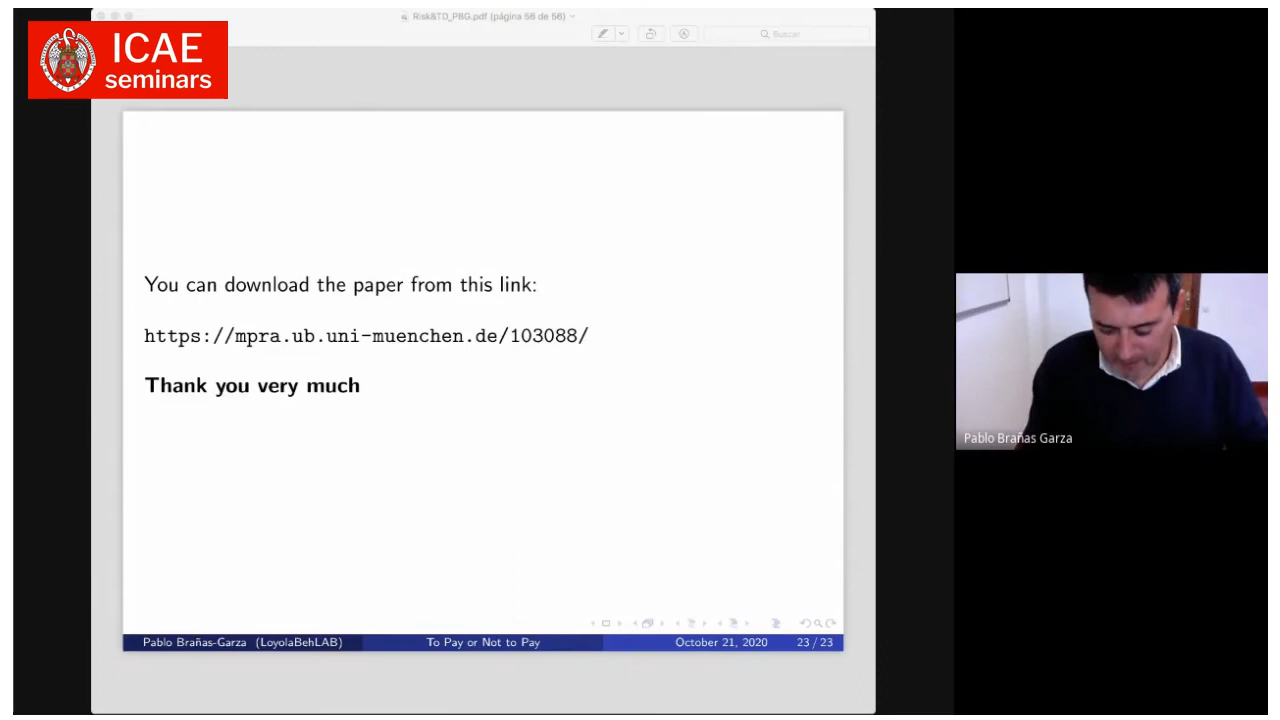 Risk&TD_PBG.pdf (página 56 de 56)
Buscar
ICAE
seminars
You can download the paper from this link:
https://mpra.ub.uni-muenchen.de/103088/
Thank you very much
Pablo Brañas Garza
Pablo Brañas-Garza (LoyolaBehLAB) To Pay or Not to Pay October 21, 2020 23 / 23